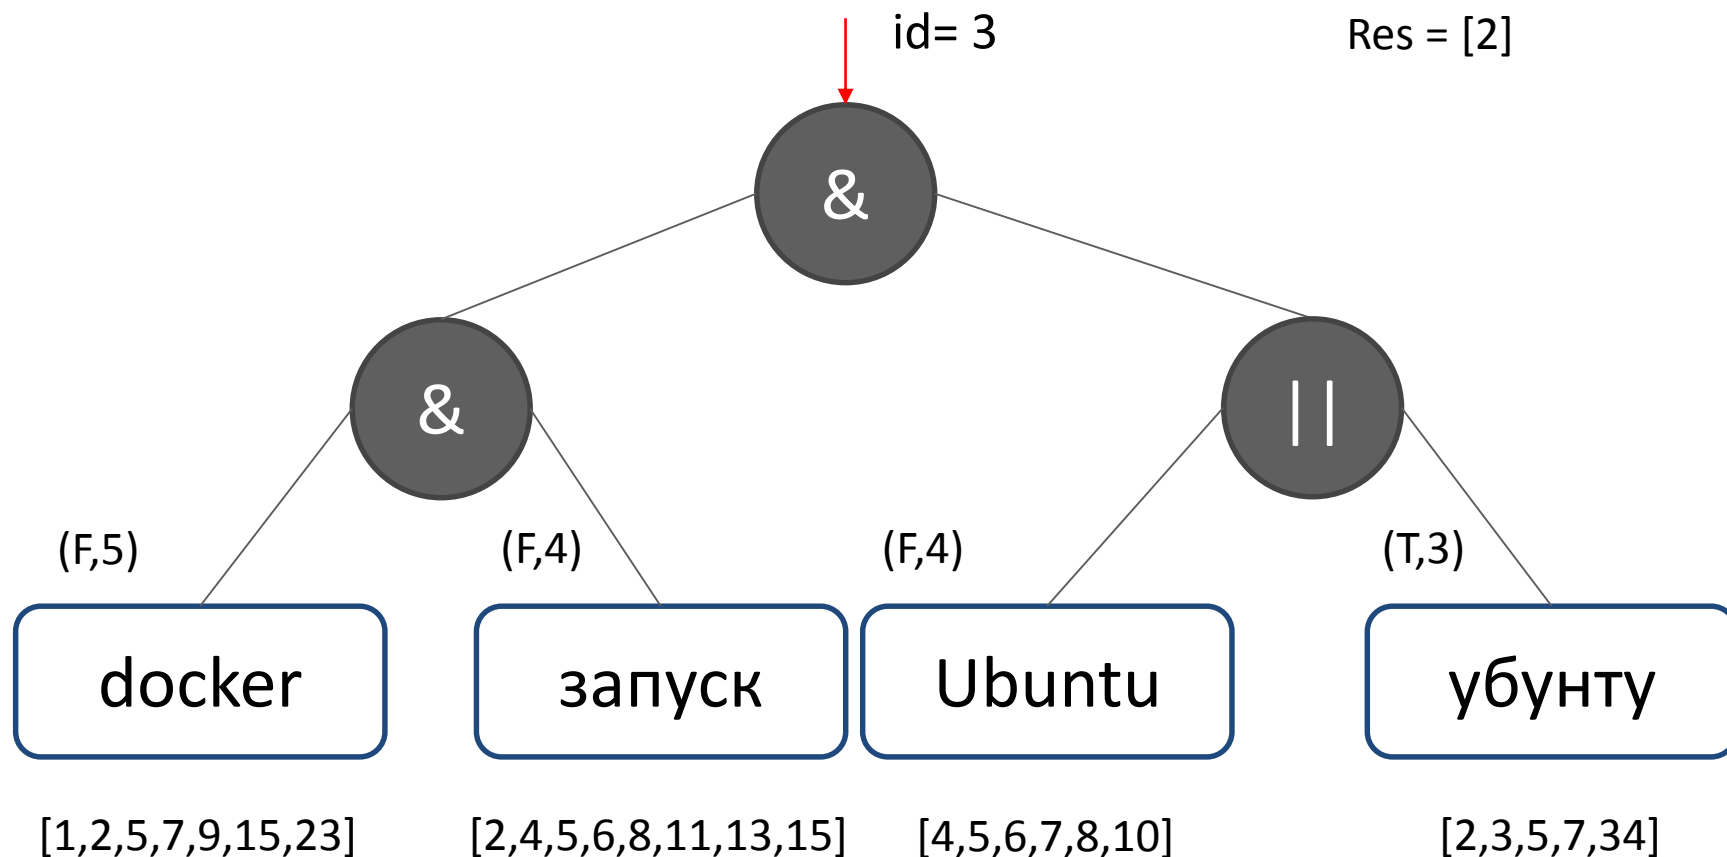 id= 3
Res = [2]
&
&
||
(F,5)
(F,4)
(F,4)
(T,3)
docker
запуск
Ubuntu
убунту
[1,2,5,7,9,15,23]
[2,4,5,6,8,11,13,15]
[4,5,6,7,8,10]
[2,3,5,7,34]